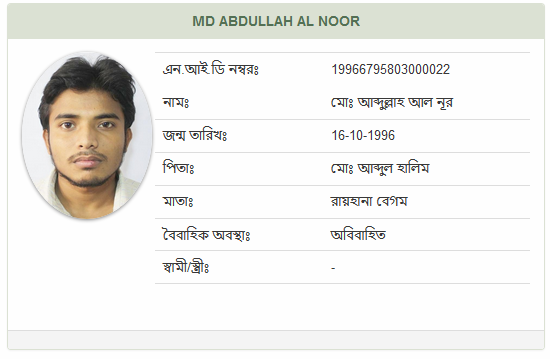 MD ABDULLAH AL NOOR
এন.আই ডি নম্বরঃ 19966795803000022
নামঃ মোঃ আব্দুল্লাহ আল নূর
জন্ম তারিখঃ 16-10-1996
পিতাঃ মোঃ আব্দুল হালিম
মাতাঃ রায়হানা বেগম
বৈবাহিক অবস্থাঃ অবিবাহিত
স্বামী/স্ত্রীঃ -